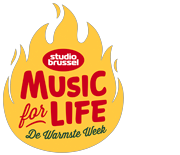 studio
brussel
MUSIC
for LIFE
De Warmste Week